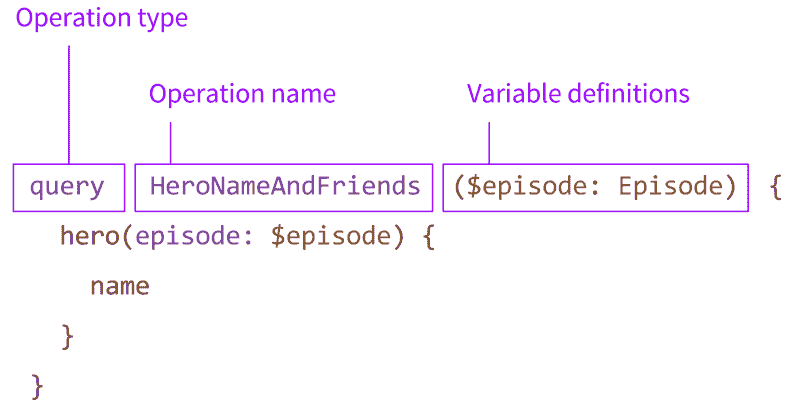 Operation type
Operation name Variable definitions
query HeroNameAndFriends ($episode: Episode) {
hero(episode: $episode) {
name
}
}